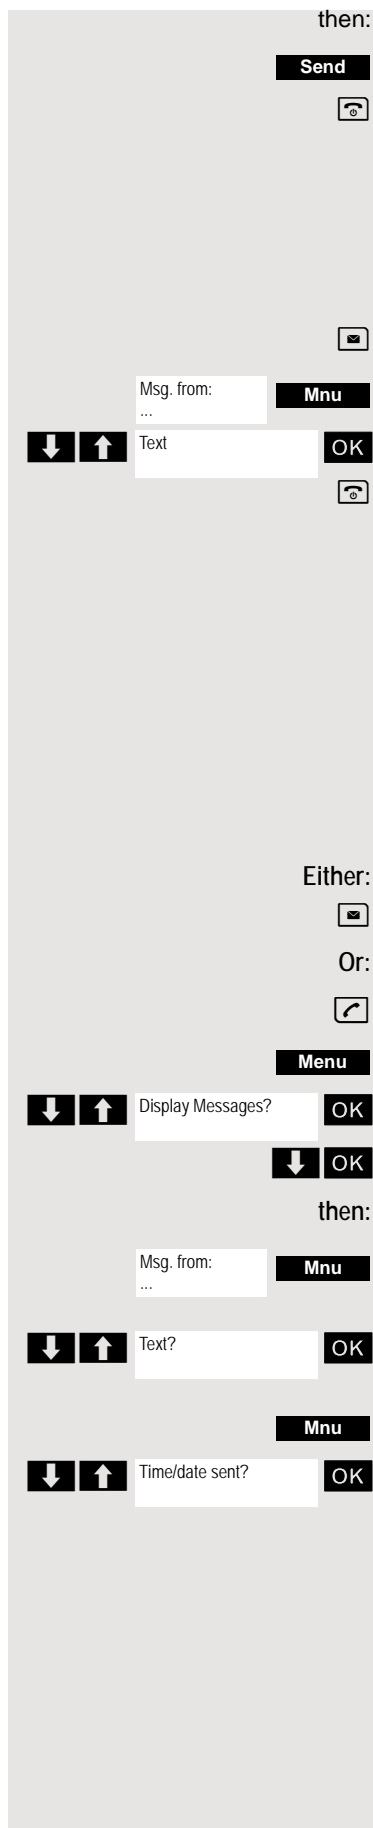 then:
Send
Msg. from:
...
Mnu
Text
OK
Either:
Or:
Menu
Display Messages?
OK
OK
then:
Msg. from:
...
Mnu
Text?
OK
Mnu
Time/date sent?
OK